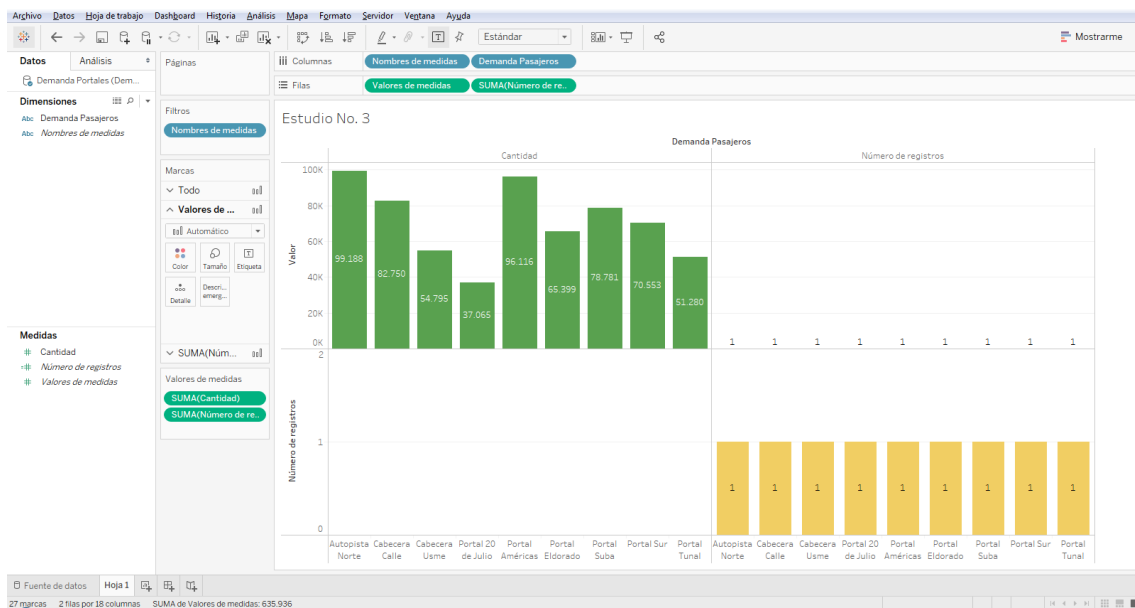 Archivo Datos Hoja de trabajo Dashboard Historia Análisis Mapa Formato Servidor Ventana Ayuda
Estándar
Mostrarme
Datos Análisis
Demanda Portales (Dem...
Dimensiones
Abc Demanda Pasajeros
Abc Nombres de medidas
Medidas
# Cantidad
=# Número de registros
# Valores de medidas
Páginas
Filtros
Nombres de medidas
Marcas
Todo
Valores de ...
Automático
Color Tamaño Etiqueta
Detalle Descri... emerg...
SUMA(Núm...
Valores de medidas
SUMA(Cantidad)
SUMA(Número de re..
Columnas Nombres de medidas Demanda Pasajeros
Filas Valores de medidas SUMA(Número de re..
Estudio No. 3
Demanda Pasajeros
Cantidad Número de registros
Valor
100K
80K
60K
40K
20K
0K
99.188 82.750 54.795 37.065 96.116 65.399 78.781 70.553 51.280
1 1 1 1 1 1 1 1 1
Número de registros
2
1
0
1 1 1 1 1 1 1 1 1
Autopista Cabecera Cabecera Portal 20 Portal Portal Portal Portal Sur Portal Autopista Cabecera Cabecera Portal 20 Portal Portal Portal Portal Sur Portal
Norte Calle Usme de Julio Américas Eldorado Suba Tunal Norte Calle Usme de Julio Américas Eldorado Suba Tunal
Fuente de datos Hoja 1
27 marcas 2 filas por 18 columnas SUMA de Valores de medidas: 635.936